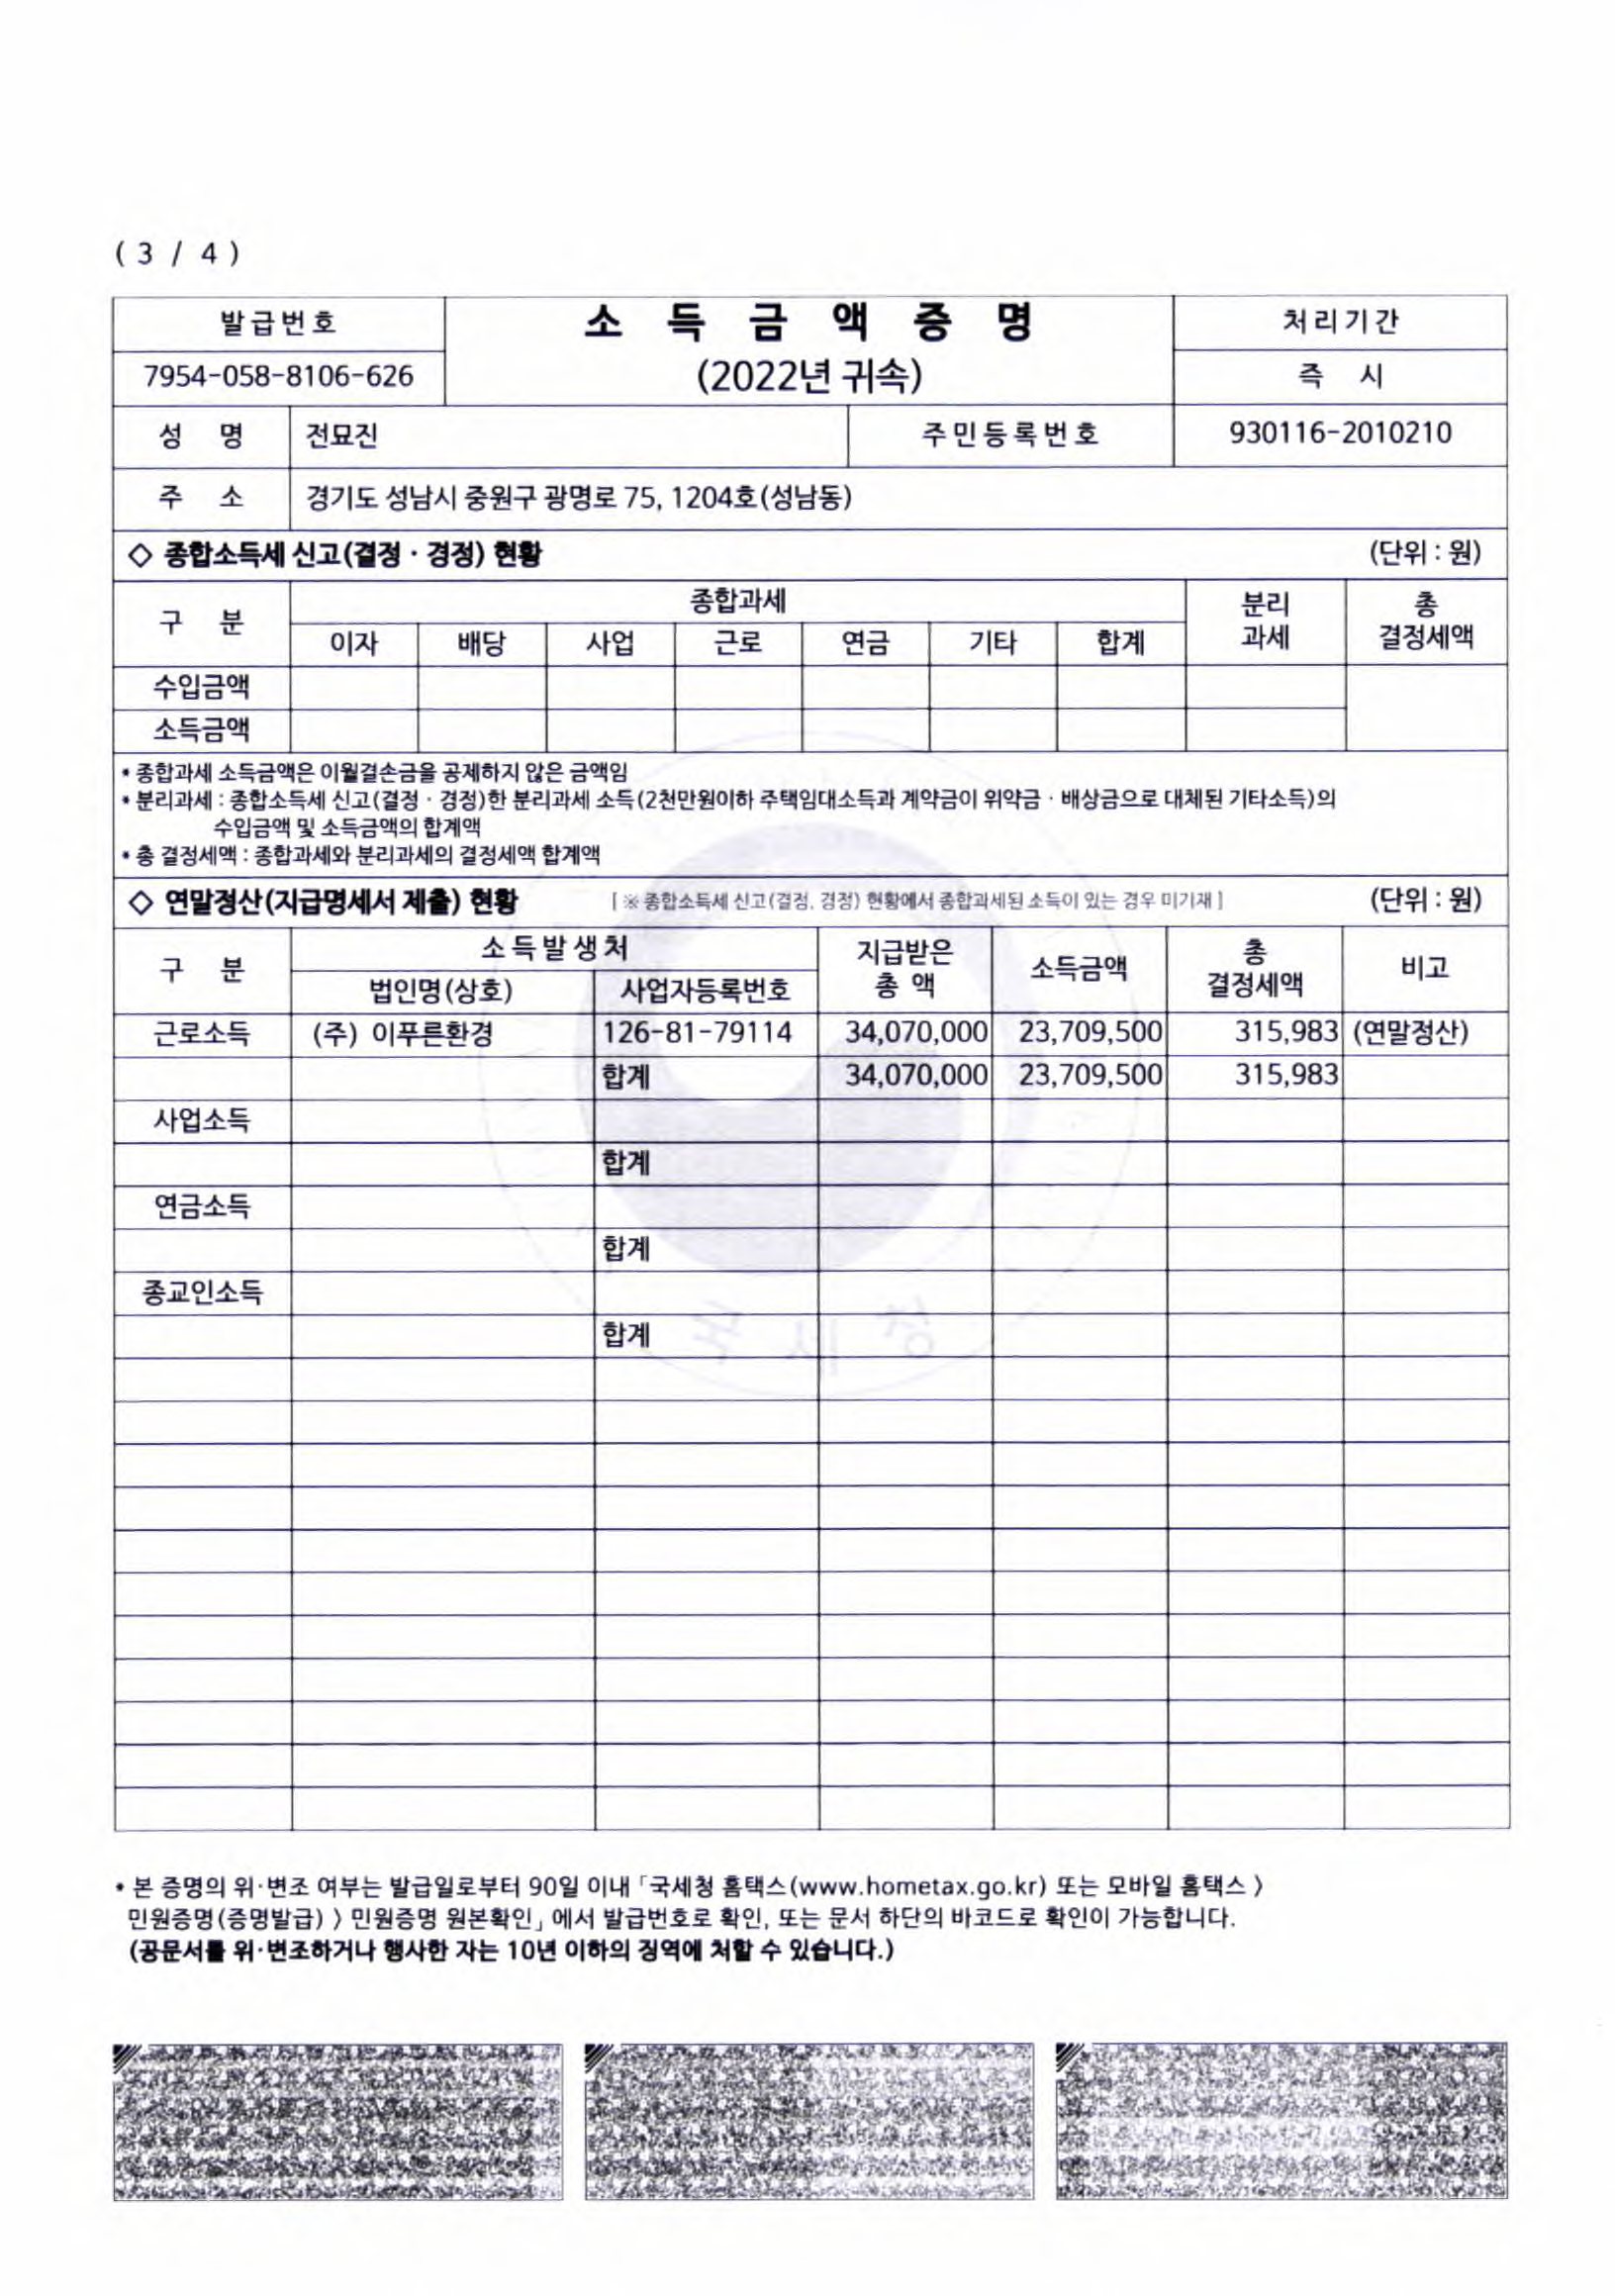 ( 3 / 4 )
발급번호
소 득 금 액 증 명
처리기간
7954-058-8106-626
(2022년 귀속)
즉 시
성 명
전묘진
주민등록번호
930116-2010210
주 소
경기도 성남시 중원구 광명로 75, 1204호(성남동)
◇ 종합소득세 신고(결정 · 경정) 현황
(단위 : 원)
구 분
종합과세
분리
과세
총
결정세액
이자
배당
사업
근로
연금
기타
합계
수입금액
소득금액
* 종합과세 소득금액은 이월결손금을 공제하지 않은 금액임
* 분리과세 : 종합소득세 신고(결정 · 경정)한 분리과세 소득(2천만원이하 주택임대소득과 계약금이 위약금 · 배상금으로 대체된 기타소득)의
수입금액 및 소득금액의 합계액
* 총 결정세액 : 종합과세와 분리과세의 결정세액 합계액
◇ 연말정산(지급명세서 제출) 현황
[ ※ 종합소득세 신고(결정, 경정) 현황에서 종합과세된 소득이 있는 경우 미기재 ]
(단위 : 원)
구 분
소득발생처
지급받은
총 액
소득금액
총
결정세액
비고
법인명(상호)
사업자등록번호
근로소득
(주) 이푸른환경
126-81-79114
34,070,000
23,709,500
315,983
(연말정산)
합계
34,070,000
23,709,500
315,983
사업소득
합계
연금소득
합계
종교인소득
합계
국세청
* 본 증명의 위·변조 여부는 발급일로부터 90일 이내 「국세청 홈택스(www.hometax.go.kr) 또는 모바일 홈택스 〉
민원증명(증명발급) 〉 민원증명 원본확인」 에서 발급번호로 확인, 또는 문서 하단의 바코드로 확인이 가능합니다.
(공문서를 위·변조하거나 행사한 자는 10년 이하의 징역에 처할 수 있습니다.)